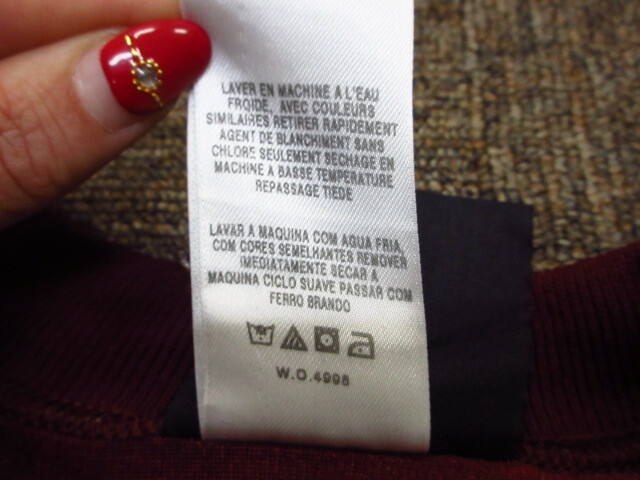 LAVER EN MACHINE A L'EAU
FROIDE, AVEC COULEURS
SIMILAIRES RETIRER RAPIDEMENT
AGENT DE BLANCHIMENT SANS
CHLORE SEULEMENT SECHAGE EN
MACHINE A BASSE TEMPERATURE
REPASSAGE TIEDE
LAVAR A MAQUINA COM AGUA FRIA,
COM CORES SEMELHANTES REMOVER
IMEDIATAMENTE SECAR A
MAQUINA CICLO SUAVE PASSAR COM
FERRO BRANDO
W.O.4998